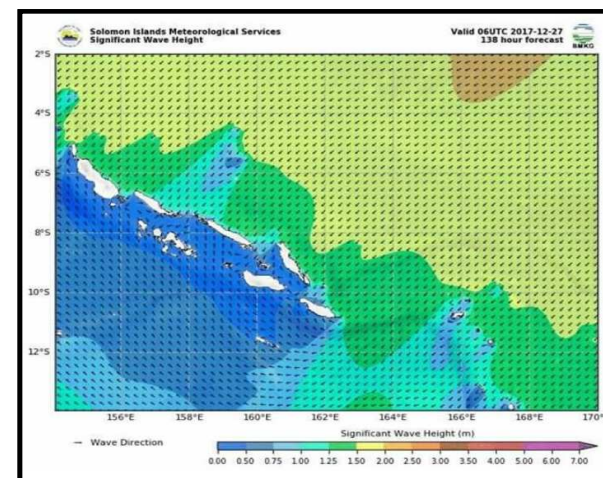 Solomon Islands Meteorological Services
Significant Wave Height
Valid 06UTC 2017-12-27
138 hour forecast
BMKG
2°S
4°S
6°S
8°S
10°S
12°S
156°E 158°E 160°E 162°E 164°E 166°E 168°E 170°E
→ Wave Direction
Significant Wave Height (m)
0.00 0.50 0.75 1.00 1.25 1.50 2.00 2.50 3.00 3.50 4.00 5.00 6.00 7.00